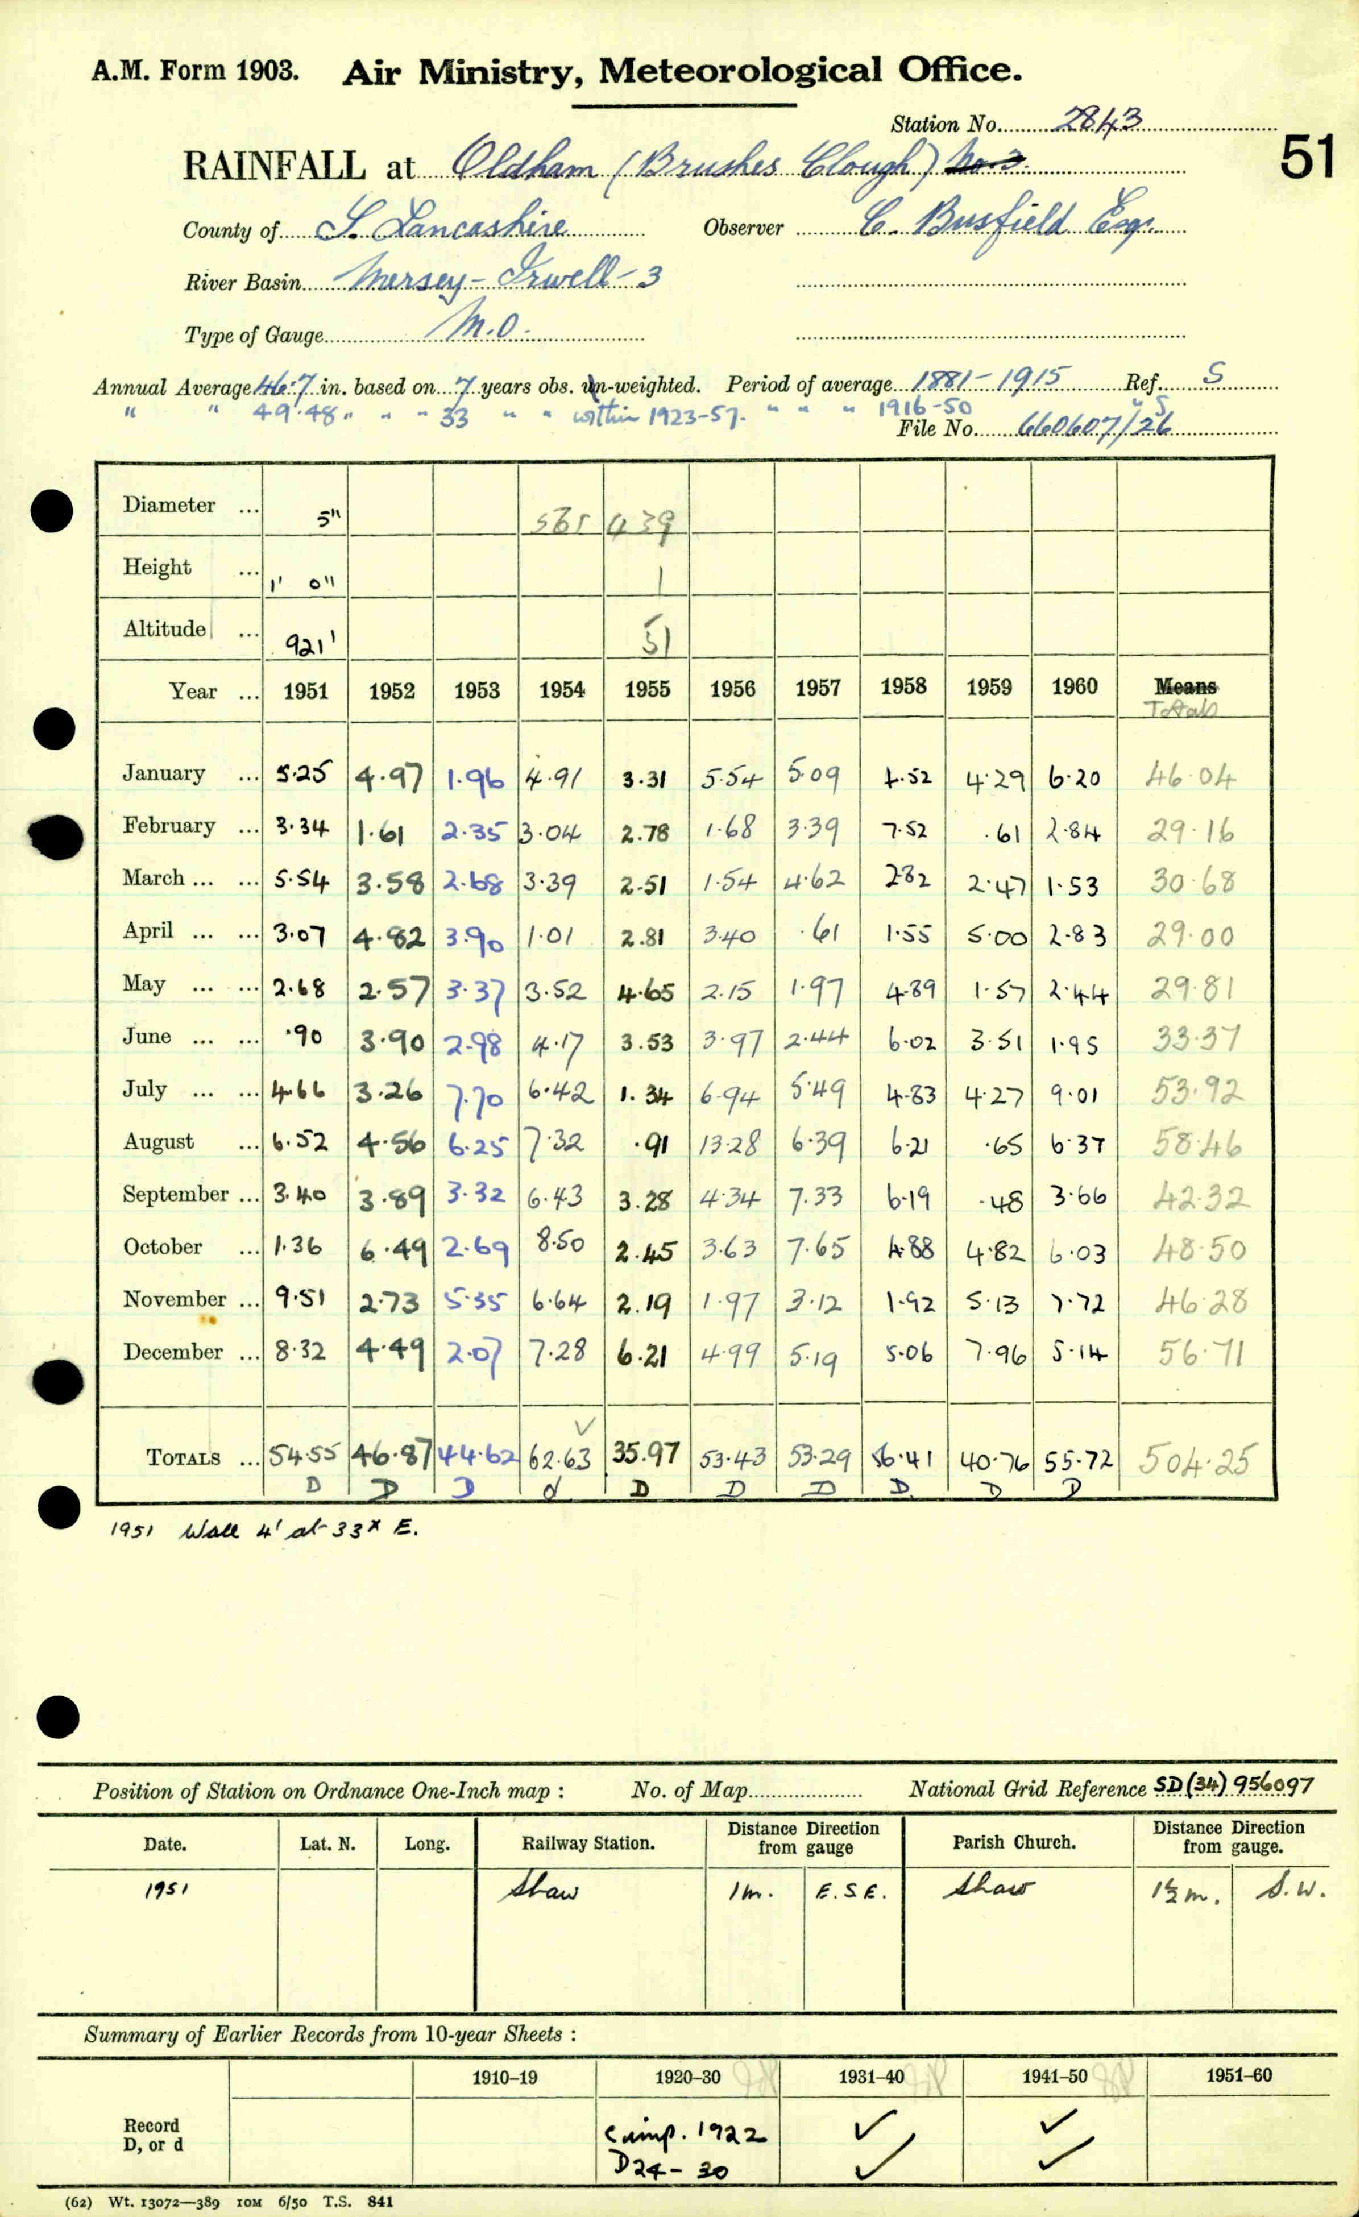 A.M. Form 1903. Air Ministry, Meteorological Office.
Station No. 2843
51
RAINFALL at Oldham (Brushes Clough) No. 3.
County of S. Lancashire Observer C. Busfield Esq.
River Basin Mersey - Irwell - 3
Type of Gauge M.O.
Annual Average 46.7 in. based on 7 years obs. un-weighted. Period of average 1881-1915 Ref. S
" " 49.48 " " " 33 " " within 1923-57. " " " 1916-50 " S
File No. 660607/26
Diameter ... 5" 565 439
Height ... 1' 0" 1
Altitude ... 921' 51
Year ... 1951 1952 1953 1954 1955 1956 1957 1958 1959 1960 Means
Totals
January ... 5.25 4.97 1.96 4.91 3.31 5.54 5.09 4.52 4.29 6.20 46.04
February ... 3.34 1.61 2.35 3.04 2.78 1.68 3.39 7.52 .61 2.84 29.16
March ... ... 5.54 3.58 2.68 3.39 2.51 1.54 4.62 2.82 2.47 1.53 30.68
April ... ... 3.07 4.82 3.90 1.01 2.81 3.40 .61 1.55 5.00 2.83 29.00
May ... ... 2.68 2.57 3.37 3.52 4.65 2.15 1.97 4.89 1.57 2.44 29.81
June ... ... .90 3.90 2.98 4.17 3.53 3.97 2.44 6.02 3.51 1.95 33.37
July ... ... 4.66 3.26 7.70 6.42 1.34 6.94 5.49 4.83 4.27 9.01 53.92
August ... 6.52 4.56 6.25 7.32 .91 13.28 6.39 6.21 .65 6.37 58.46
September ... 3.40 3.89 3.32 6.43 3.28 4.34 7.33 6.19 .48 3.66 42.32
October ... 1.36 6.49 2.69 8.50 2.45 3.63 7.65 4.88 4.82 6.03 48.50
November ... 9.51 2.73 5.35 6.64 2.19 1.97 3.12 1.92 5.13 7.72 46.28
December ... 8.32 4.49 2.07 7.28 6.21 4.99 5.19 5.06 7.96 5.14 56.71
TOTALS ... 54.55 46.87 44.62 62.63 35.97 53.43 53.29 56.41 40.76 55.72 504.25
D D D d D D D D D D
1951 Wall 4' at 33x E.
Position of Station on Ordnance One-Inch map : No. of Map National Grid Reference SD(34) 956097
Date. Lat. N. Long. Railway Station. Distance from Direction gauge Parish Church. Distance from Direction gauge.
1951 Shaw 1m. E.S.E. Shaw 1½ m. S.W.
Summary of Earlier Records from 10-year Sheets :
1910–19 1920–30 1931–40 1941–50 1951–60
Record
D, or d
comp. 1922 ✓ ✓
D24-30 ✓ ✓
(62) Wt. 13072—389 10M 6/50 T.S. 841